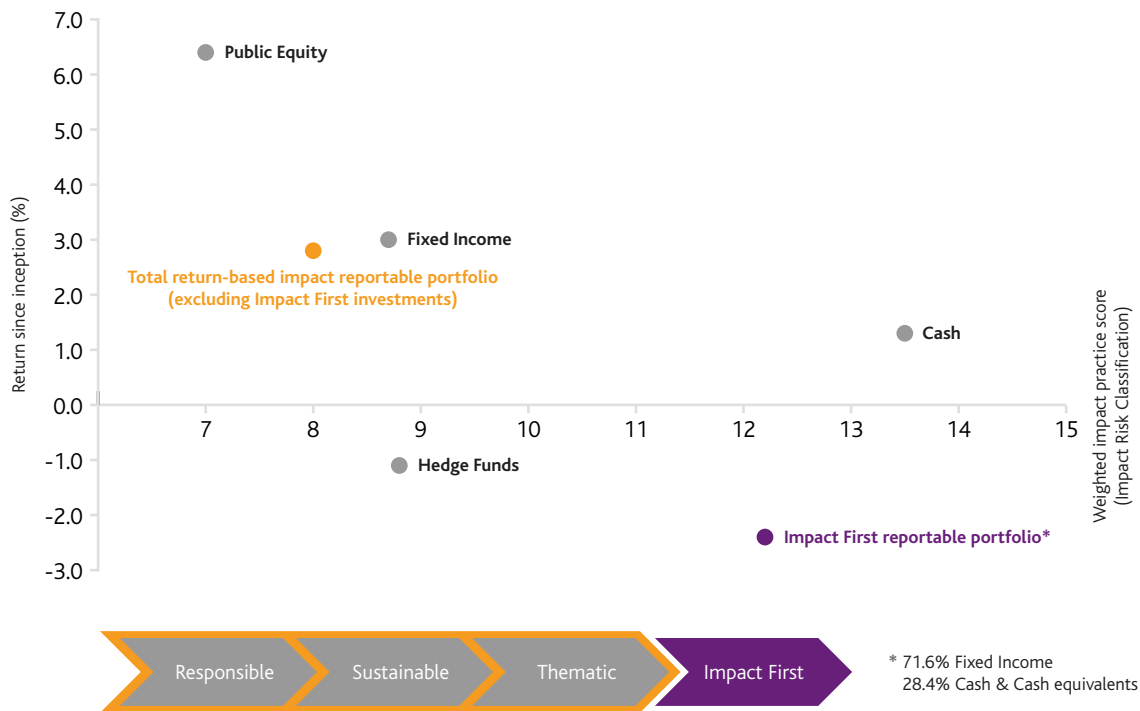 7.0
Public Equity
6.0
5.0
4.0
Fixed Income
3.0
Total return-based impact reportable portfolio
(excluding Impact First investments)
2.0
Cash
1.0
0.0
7 8 9 10 11 12 13 14 15
-1.0
Hedge Funds
-2.0
Impact First reportable portfolio*
-3.0
Return since inception (%)
Weighted impact practice score
(Impact Risk Classification)
Responsible
Sustainable
Thematic
Impact First
* 71.6% Fixed Income
28.4% Cash & Cash equivalents